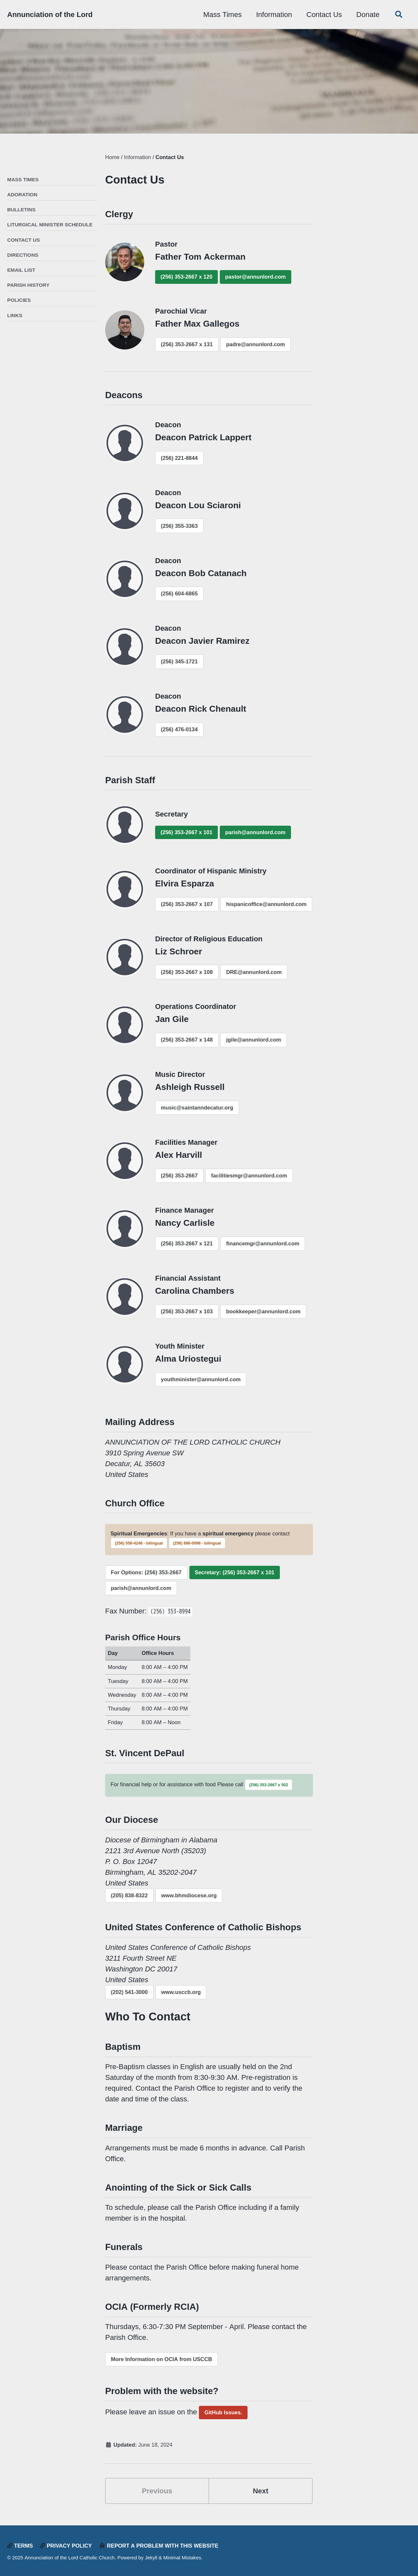 Annunciation of the Lord
Mass Times Information Contact Us Donate
Home / Information / Contact Us
MASS TIMES
ADORATION
BULLETINS
LITURGICAL MINISTER SCHEDULE
CONTACT US
DIRECTIONS
EMAIL LIST
PARISH HISTORY
POLICIES
LINKS
Contact Us
Clergy
Pastor
Father Tom Ackerman
(256) 353-2667 x 120 pastor@annunlord.com
Parochial Vicar
Father Max Gallegos
(256) 353-2667 x 131 padre@annunlord.com
Deacons
Deacon
Deacon Patrick Lappert
(256) 221-8844
Deacon
Deacon Lou Sciaroni
(256) 355-3363
Deacon
Deacon Bob Catanach
(256) 604-6865
Deacon
Deacon Javier Ramirez
(256) 345-1721
Deacon
Deacon Rick Chenault
(256) 476-0134
Parish Staff
Secretary
(256) 353-2667 x 101 parish@annunlord.com
Coordinator of Hispanic Ministry
Elvira Esparza
(256) 353-2667 x 107 hispanicoffice@annunlord.com
Director of Religious Education
Liz Schroer
(256) 353-2667 x 108 DRE@annunlord.com
Operations Coordinator
Jan Gile
(256) 353-2667 x 148 jgile@annunlord.com
Music Director
Ashleigh Russell
music@saintanndecatur.org
Facilities Manager
Alex Harvill
(256) 353-2667 facilitiesmgr@annunlord.com
Finance Manager
Nancy Carlisle
(256) 353-2667 x 121 financemgr@annunlord.com
Financial Assistant
Carolina Chambers
(256) 353-2667 x 103 bookkeeper@annunlord.com
Youth Minister
Alma Uriostegui
youthminister@annunlord.com
Mailing Address
ANNUNCIATION OF THE LORD CATHOLIC CHURCH
3910 Spring Avenue SW
Decatur, AL 35603
United States
Church Office
Spiritual Emergencies: If you have a spiritual emergency please contact
(256) 558-4246 - bilingual (256) 686-0098 - bilingual
For Options: (256) 353-2667 Secretary: (256) 353-2667 x 101
parish@annunlord.com
Fax Number: (256) 353-8994
Parish Office Hours
Day Office Hours
Monday 8:00 AM – 4:00 PM
Tuesday 8:00 AM – 4:00 PM
Wednesday 8:00 AM – 4:00 PM
Thursday 8:00 AM – 4:00 PM
Friday 8:00 AM – Noon
St. Vincent DePaul
For financial help or for assistance with food Please call (256) 353-2667 x 502
Our Diocese
Diocese of Birmingham in Alabama
2121 3rd Avenue North (35203)
P. O. Box 12047
Birmingham, AL 35202-2047
United States
(205) 838-8322 www.bhmdiocese.org
United States Conference of Catholic Bishops
United States Conference of Catholic Bishops
3211 Fourth Street NE
Washington DC 20017
United States
(202) 541-3000 www.usccb.org
Who To Contact
Baptism
Pre-Baptism classes in English are usually held on the 2nd
Saturday of the month from 8:30-9:30 AM. Pre-registration is
required. Contact the Parish Office to register and to verify the
date and time of the class.
Marriage
Arrangements must be made 6 months in advance. Call Parish
Office.
Anointing of the Sick or Sick Calls
To schedule, please call the Parish Office including if a family
member is in the hospital.
Funerals
Please contact the Parish Office before making funeral home
arrangements.
OCIA (Formerly RCIA)
Thursdays, 6:30-7:30 PM September - April. Please contact the
Parish Office.
More Information on OCIA from USCCB
Problem with the website?
Please leave an issue on the GitHub Issues.
Updated: June 18, 2024
Previous Next
TERMS PRIVACY POLICY REPORT A PROBLEM WITH THIS WEBSITE
© 2025 Annunciation of the Lord Catholic Church. Powered by Jekyll & Minimal Mistakes.